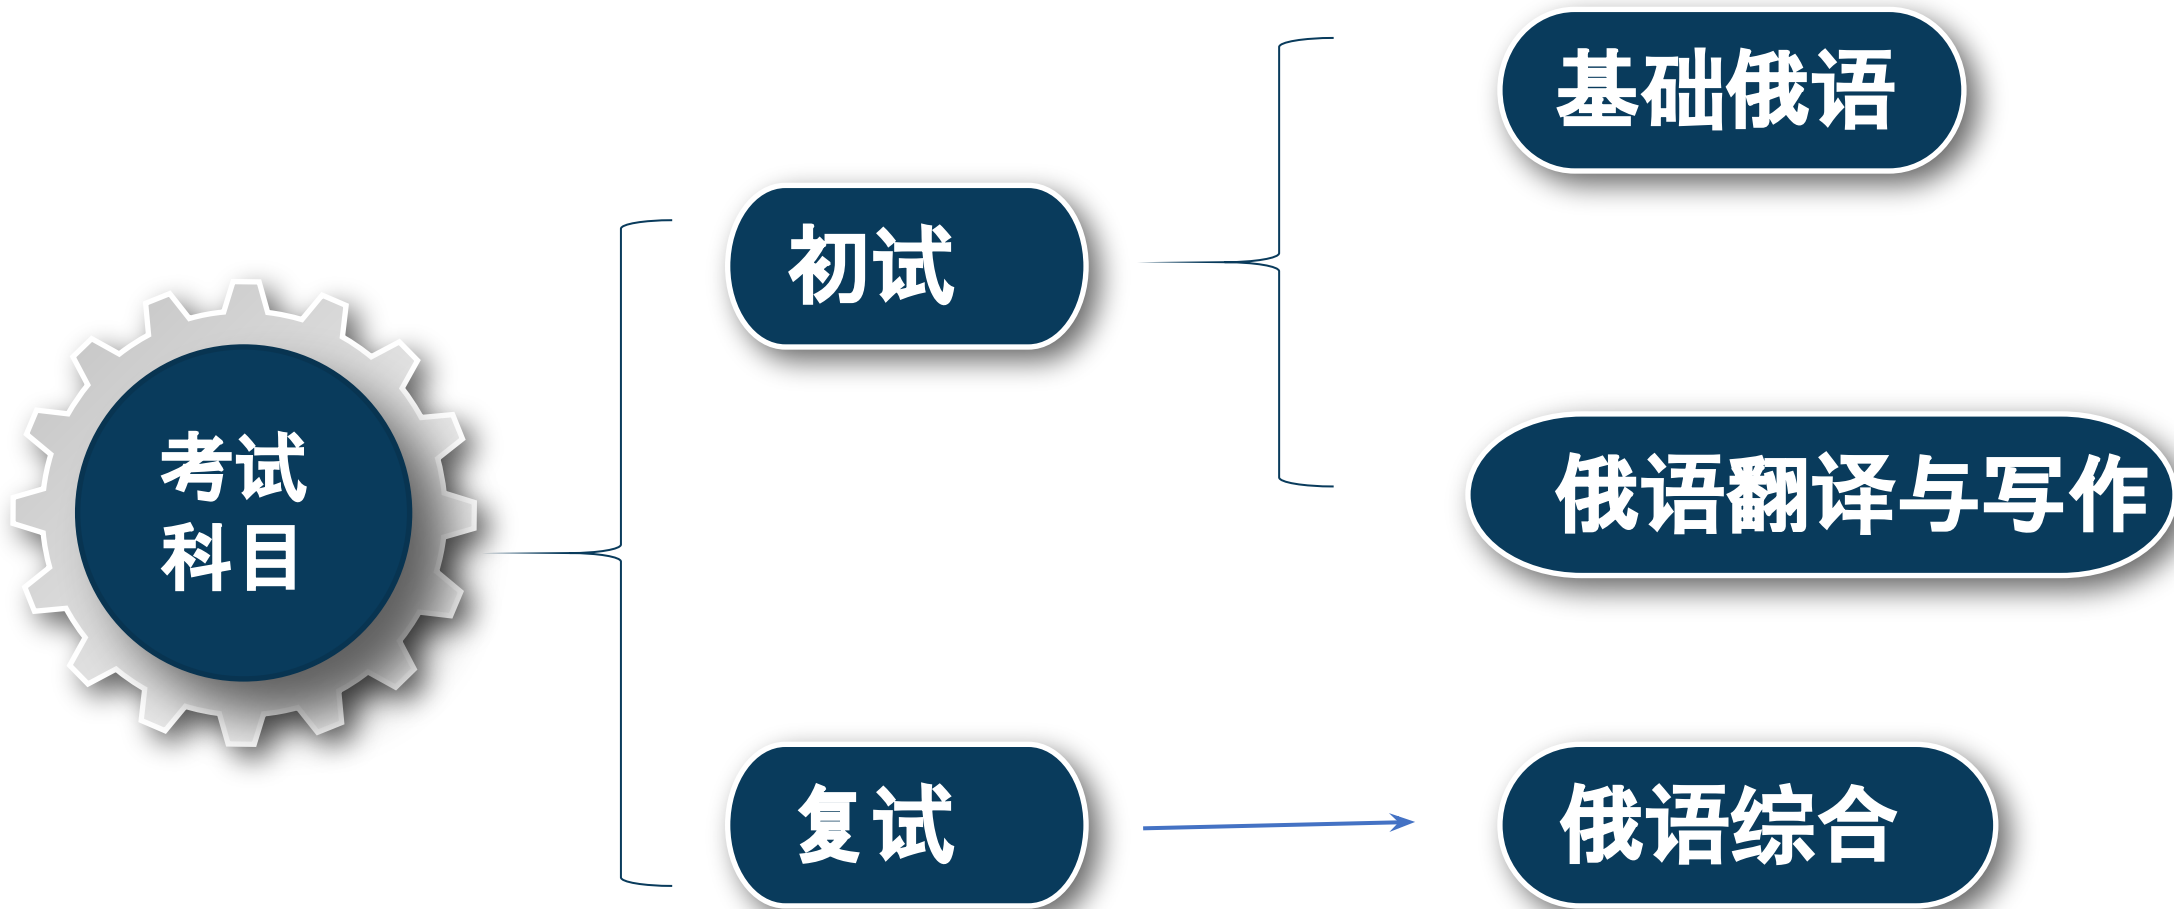 考试
科目
初试
基础俄语
俄语翻译与写作
复试
俄语综合